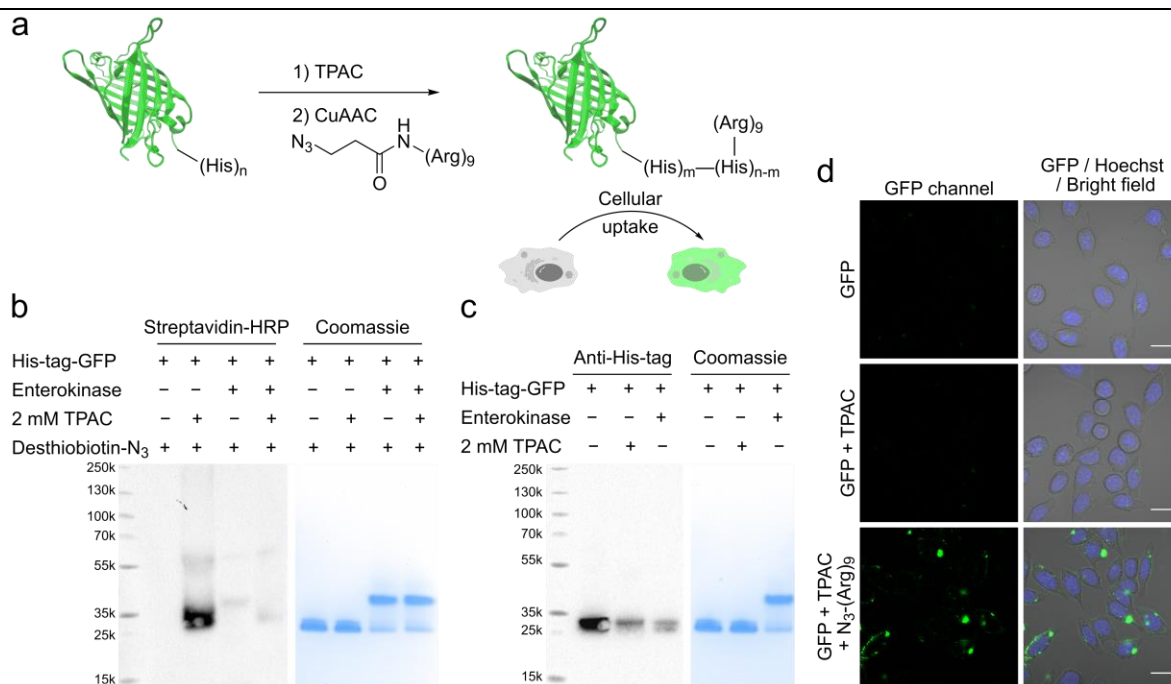 a
1) TPAC
2) CuAAC
N3
H
N
(Arg)9
O
(His)n
(Arg)9
(His)m—(His)n-m
Cellular
uptake
b
Streptavidin-HRP Coomassie
His-tag-GFP + + + + + + + +
Enterokinase – – + + – – + +
2 mM TPAC – + – + – + – +
Desthiobiotin-N3 + + + + + + + +
250k
130k
100k
70k
55k
35k
25k
15k
c
Anti-His-tag Coomassie
His-tag-GFP + + + + + +
Enterokinase – – + – – +
2 mM TPAC – + – – + –
250k
130k
100k
70k
55k
35k
25k
15k
d
GFP channel
GFP / Hoechst
/ Bright field
GFP
GFP + TPAC
GFP + TPAC
+ N3-(Arg)9